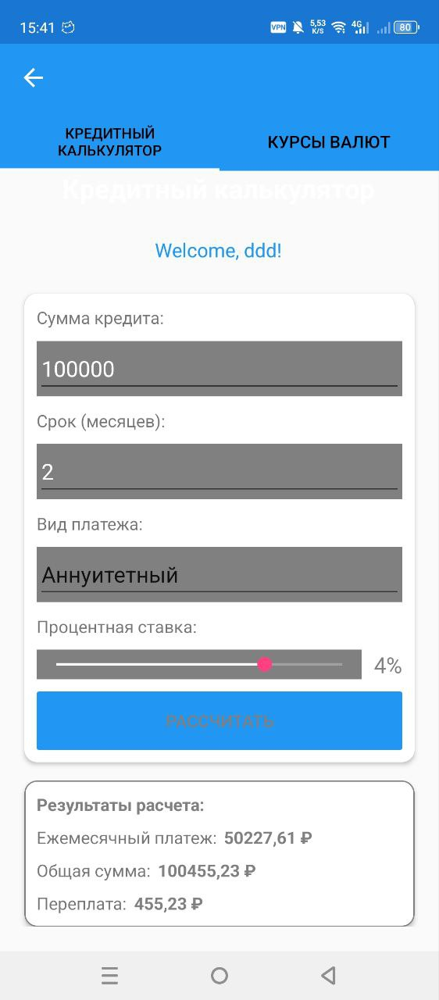 15:41
VPN 5,53 K/S 4G 80
КРЕДИТНЫЙ
КАЛЬКУЛЯТОР
КУРСЫ ВАЛЮТ
Кредитный калькулятор
Welcome, ddd!
Сумма кредита:
100000
Срок (месяцев):
2
Вид платежа:
Аннуитетный
Процентная ставка:
4%
РАССЧИТАТЬ
Результаты расчета:
Ежемесячный платеж: 50227,61 ₽
Общая сумма: 100455,23 ₽
Переплата: 455,23 ₽